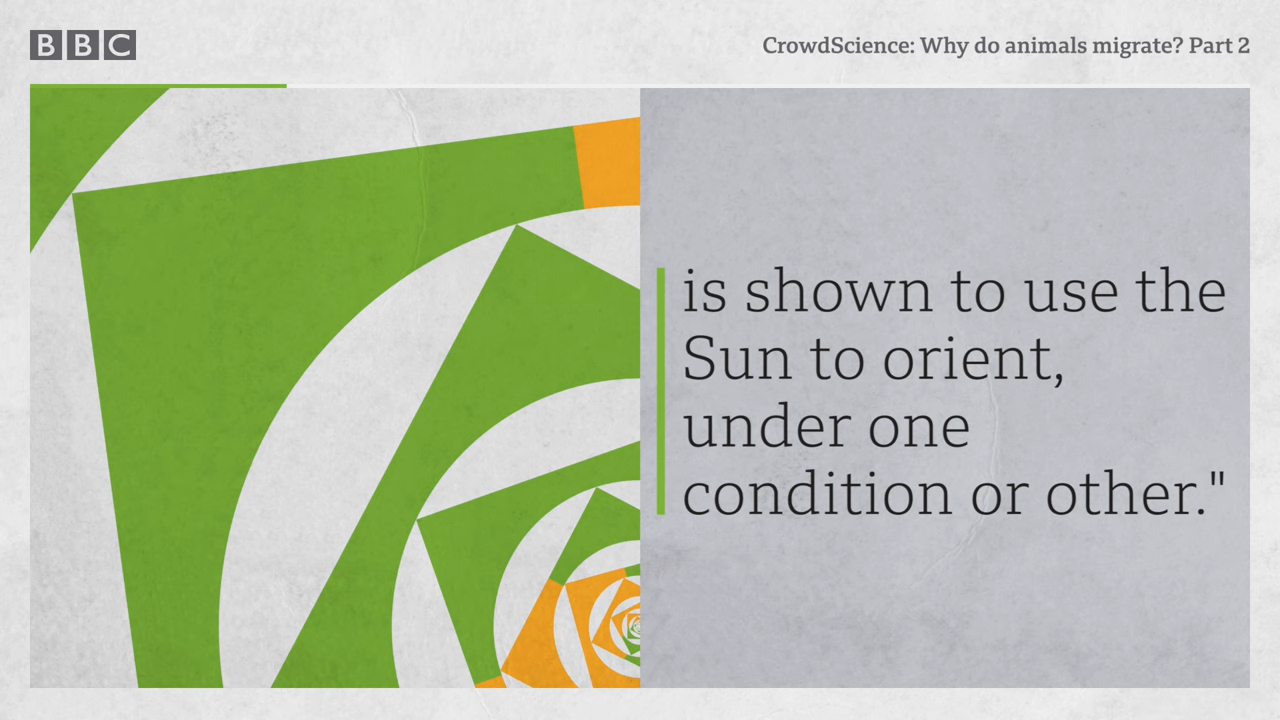 BBC
CrowdScience: Why do animals migrate? Part 2
is shown to use the
Sun to orient,
under one
condition or other."